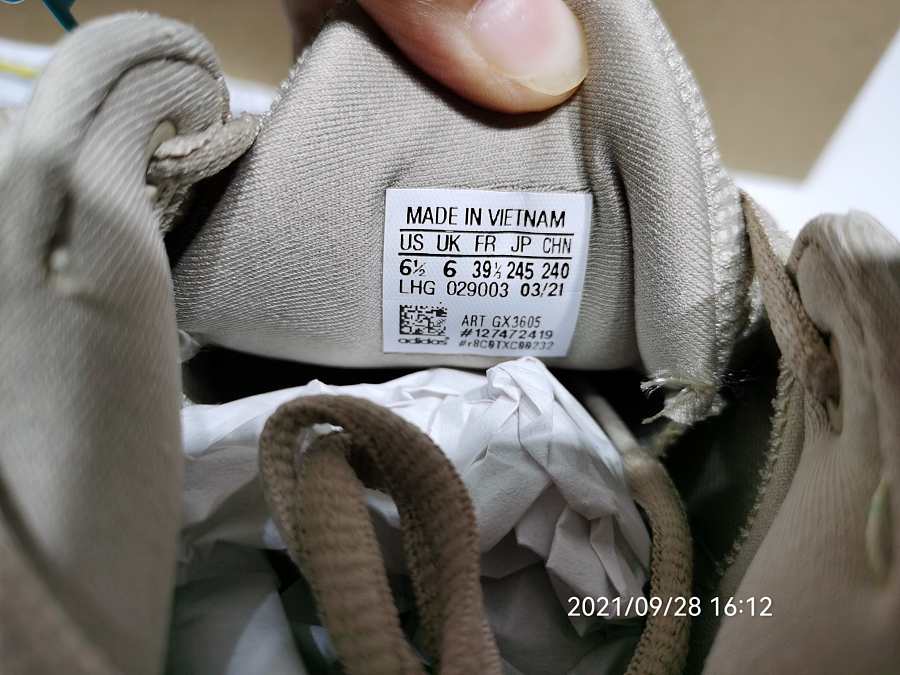 MADE IN VIETNAM
US UK FR JP CHN
6½ 6 39⅓ 245 240
LHG 029003 03/21
ART GX3605
#127472419
adidas #r8C0TXC00232
2021/09/28 16:12